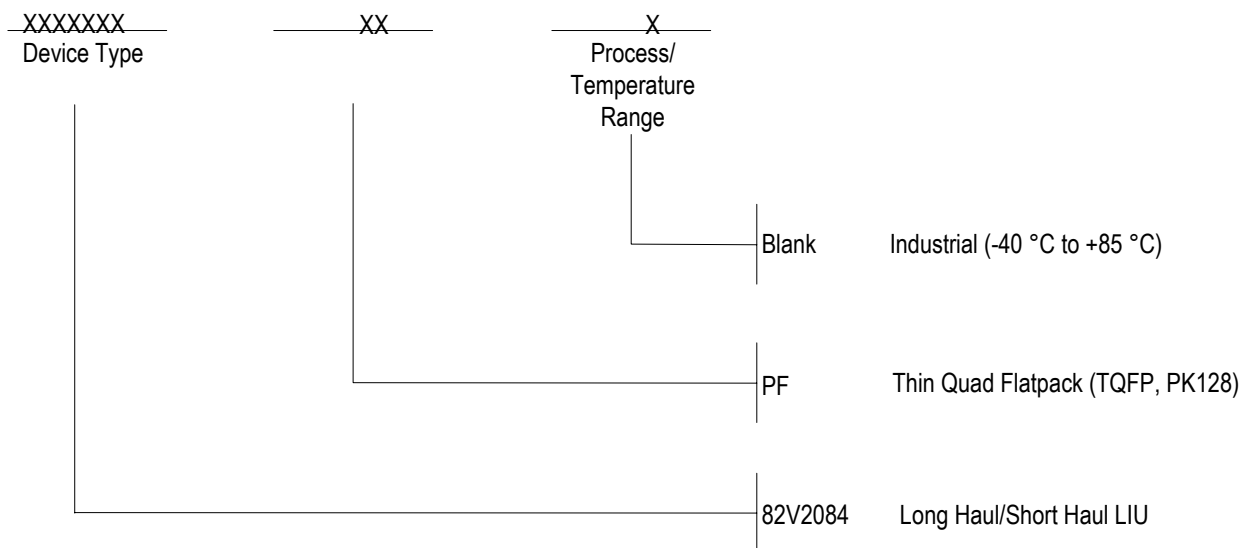 XXXXXXX XX X
Device Type Process/
Temperature
Range
Blank Industrial (-40 °C to +85 °C)
PF Thin Quad Flatpack (TQFP, PK128)
82V2084 Long Haul/Short Haul LIU